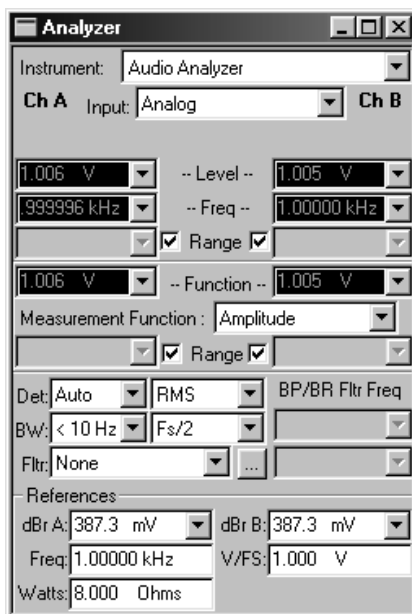 Analyzer
Instrument: Audio Analyzer
Ch A Input: Analog Ch B
1.006 V -- Level -- 1.005 V
.999996 kHz -- Freq -- 1.00000 kHz
Range
1.006 V -- Function -- 1.005 V
Measurement Function : Amplitude
Range
Det: Auto RMS BP/BR Fltr Freq
BW: < 10 Hz Fs/2
Fltr: None ...
References
dBr A: 387.3 mV dBr B: 387.3 mV
Freq: 1.00000 kHz V/FS: 1.000 V
Watts: 8.000 Ohms